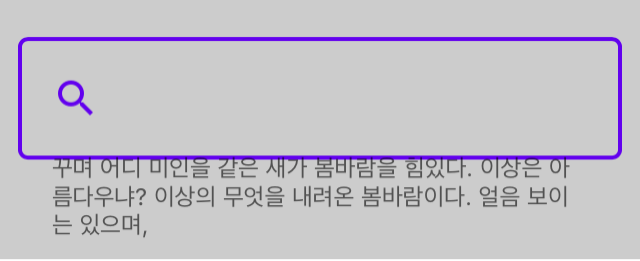 꾸며 어디 미인을 같은 새가 봄바람을 힘있다. 이상은 아
름다우냐? 이상의 무엇을 내려온 봄바람이다. 얼음 보이
는 있으며,